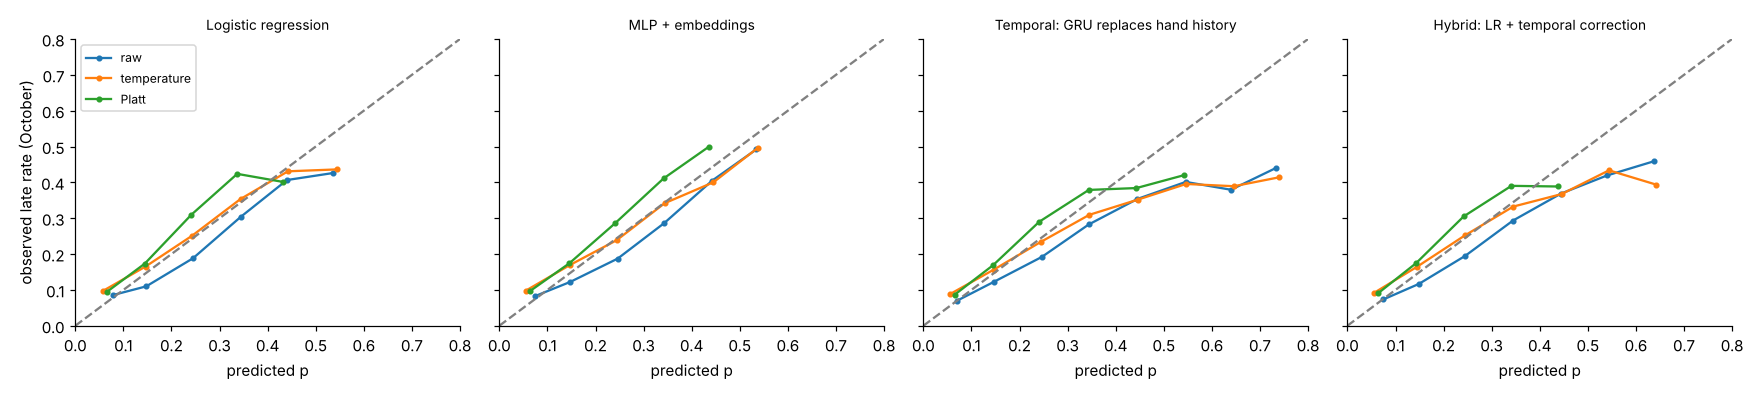 Logistic regression
MLP + embeddings
Temporal: GRU replaces hand history
Hybrid: LR + temporal correction
raw
temperature
Platt
observed late rate (October)
0.8
0.7
0.6
0.5
0.4
0.3
0.2
0.1
0.0
0.0 0.1 0.2 0.3 0.4 0.5 0.6 0.7 0.8
predicted p
0.0 0.1 0.2 0.3 0.4 0.5 0.6 0.7 0.8
predicted p
0.0 0.1 0.2 0.3 0.4 0.5 0.6 0.7 0.8
predicted p
0.0 0.1 0.2 0.3 0.4 0.5 0.6 0.7 0.8
predicted p